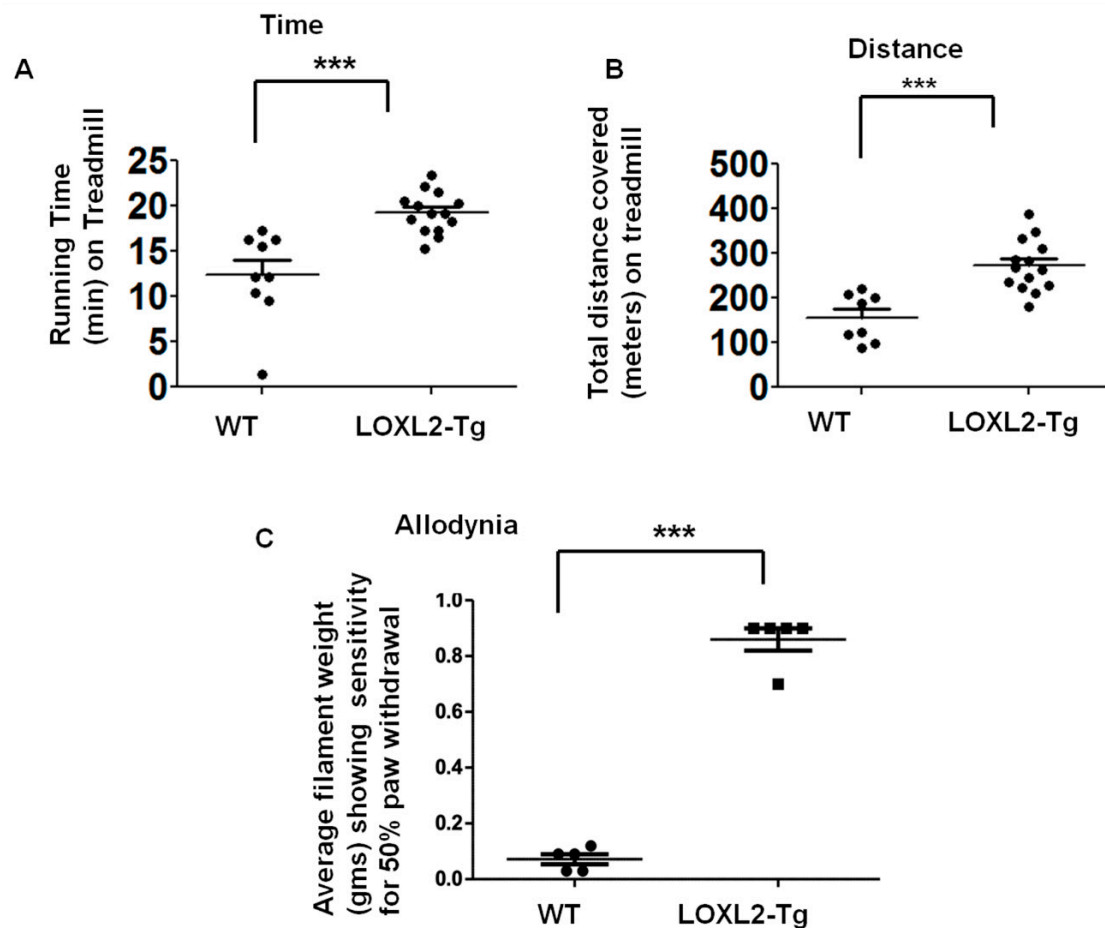 Time
A
***
Running Time
(min) on Treadmill
25
20
15
10
5
0
WT
LOXL2-Tg
Distance
B
***
Total distance covered
(meters) on treadmill
500
400
300
200
100
0
WT
LOXL2-Tg
Allodynia
C
***
Average filament weight
(gms) showing sensitivity
for 50% paw withdrawal
1.0
0.8
0.6
0.4
0.2
0.0
WT
LOXL2-Tg